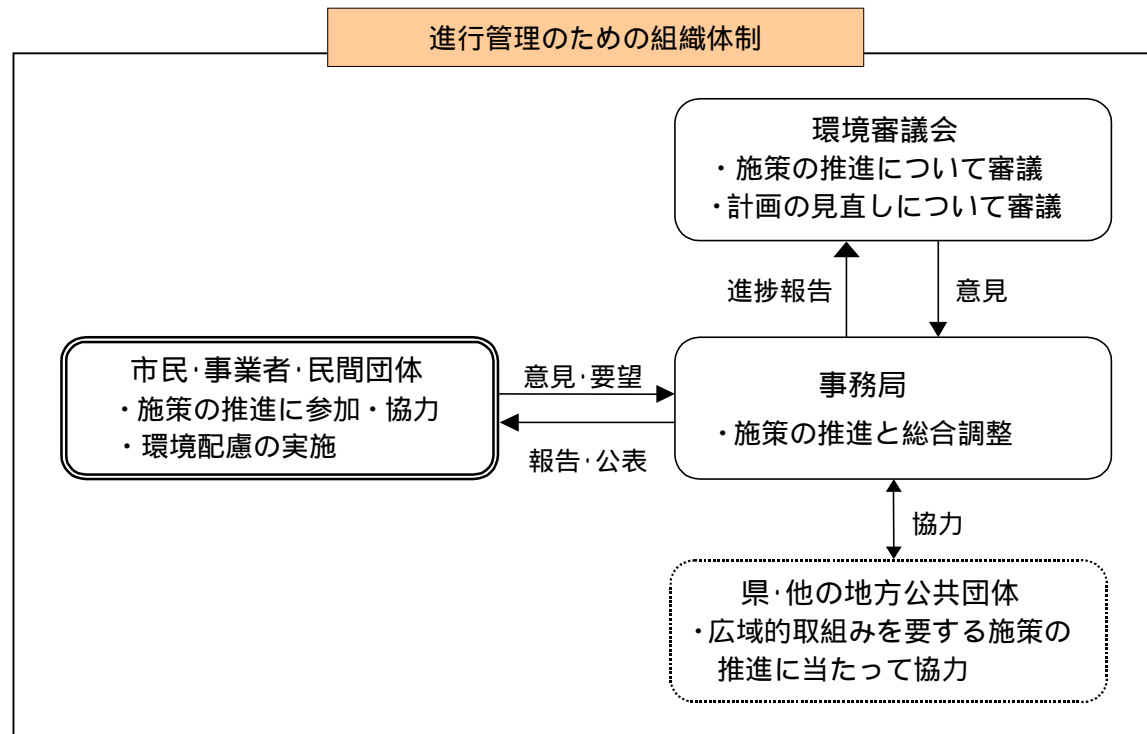 進行管理のための組織体制
環境審議会
・施策の推進について審議
・計画の見直しについて審議
進捗報告
意見
市民・事業者・民間団体
・施策の推進に参加・協力
・環境配慮の実施
意見・要望
報告・公表
事務局
・施策の推進と総合調整
協力
県・他の地方公共団体
・広域的取組みを要する施策の
推進に当たって協力